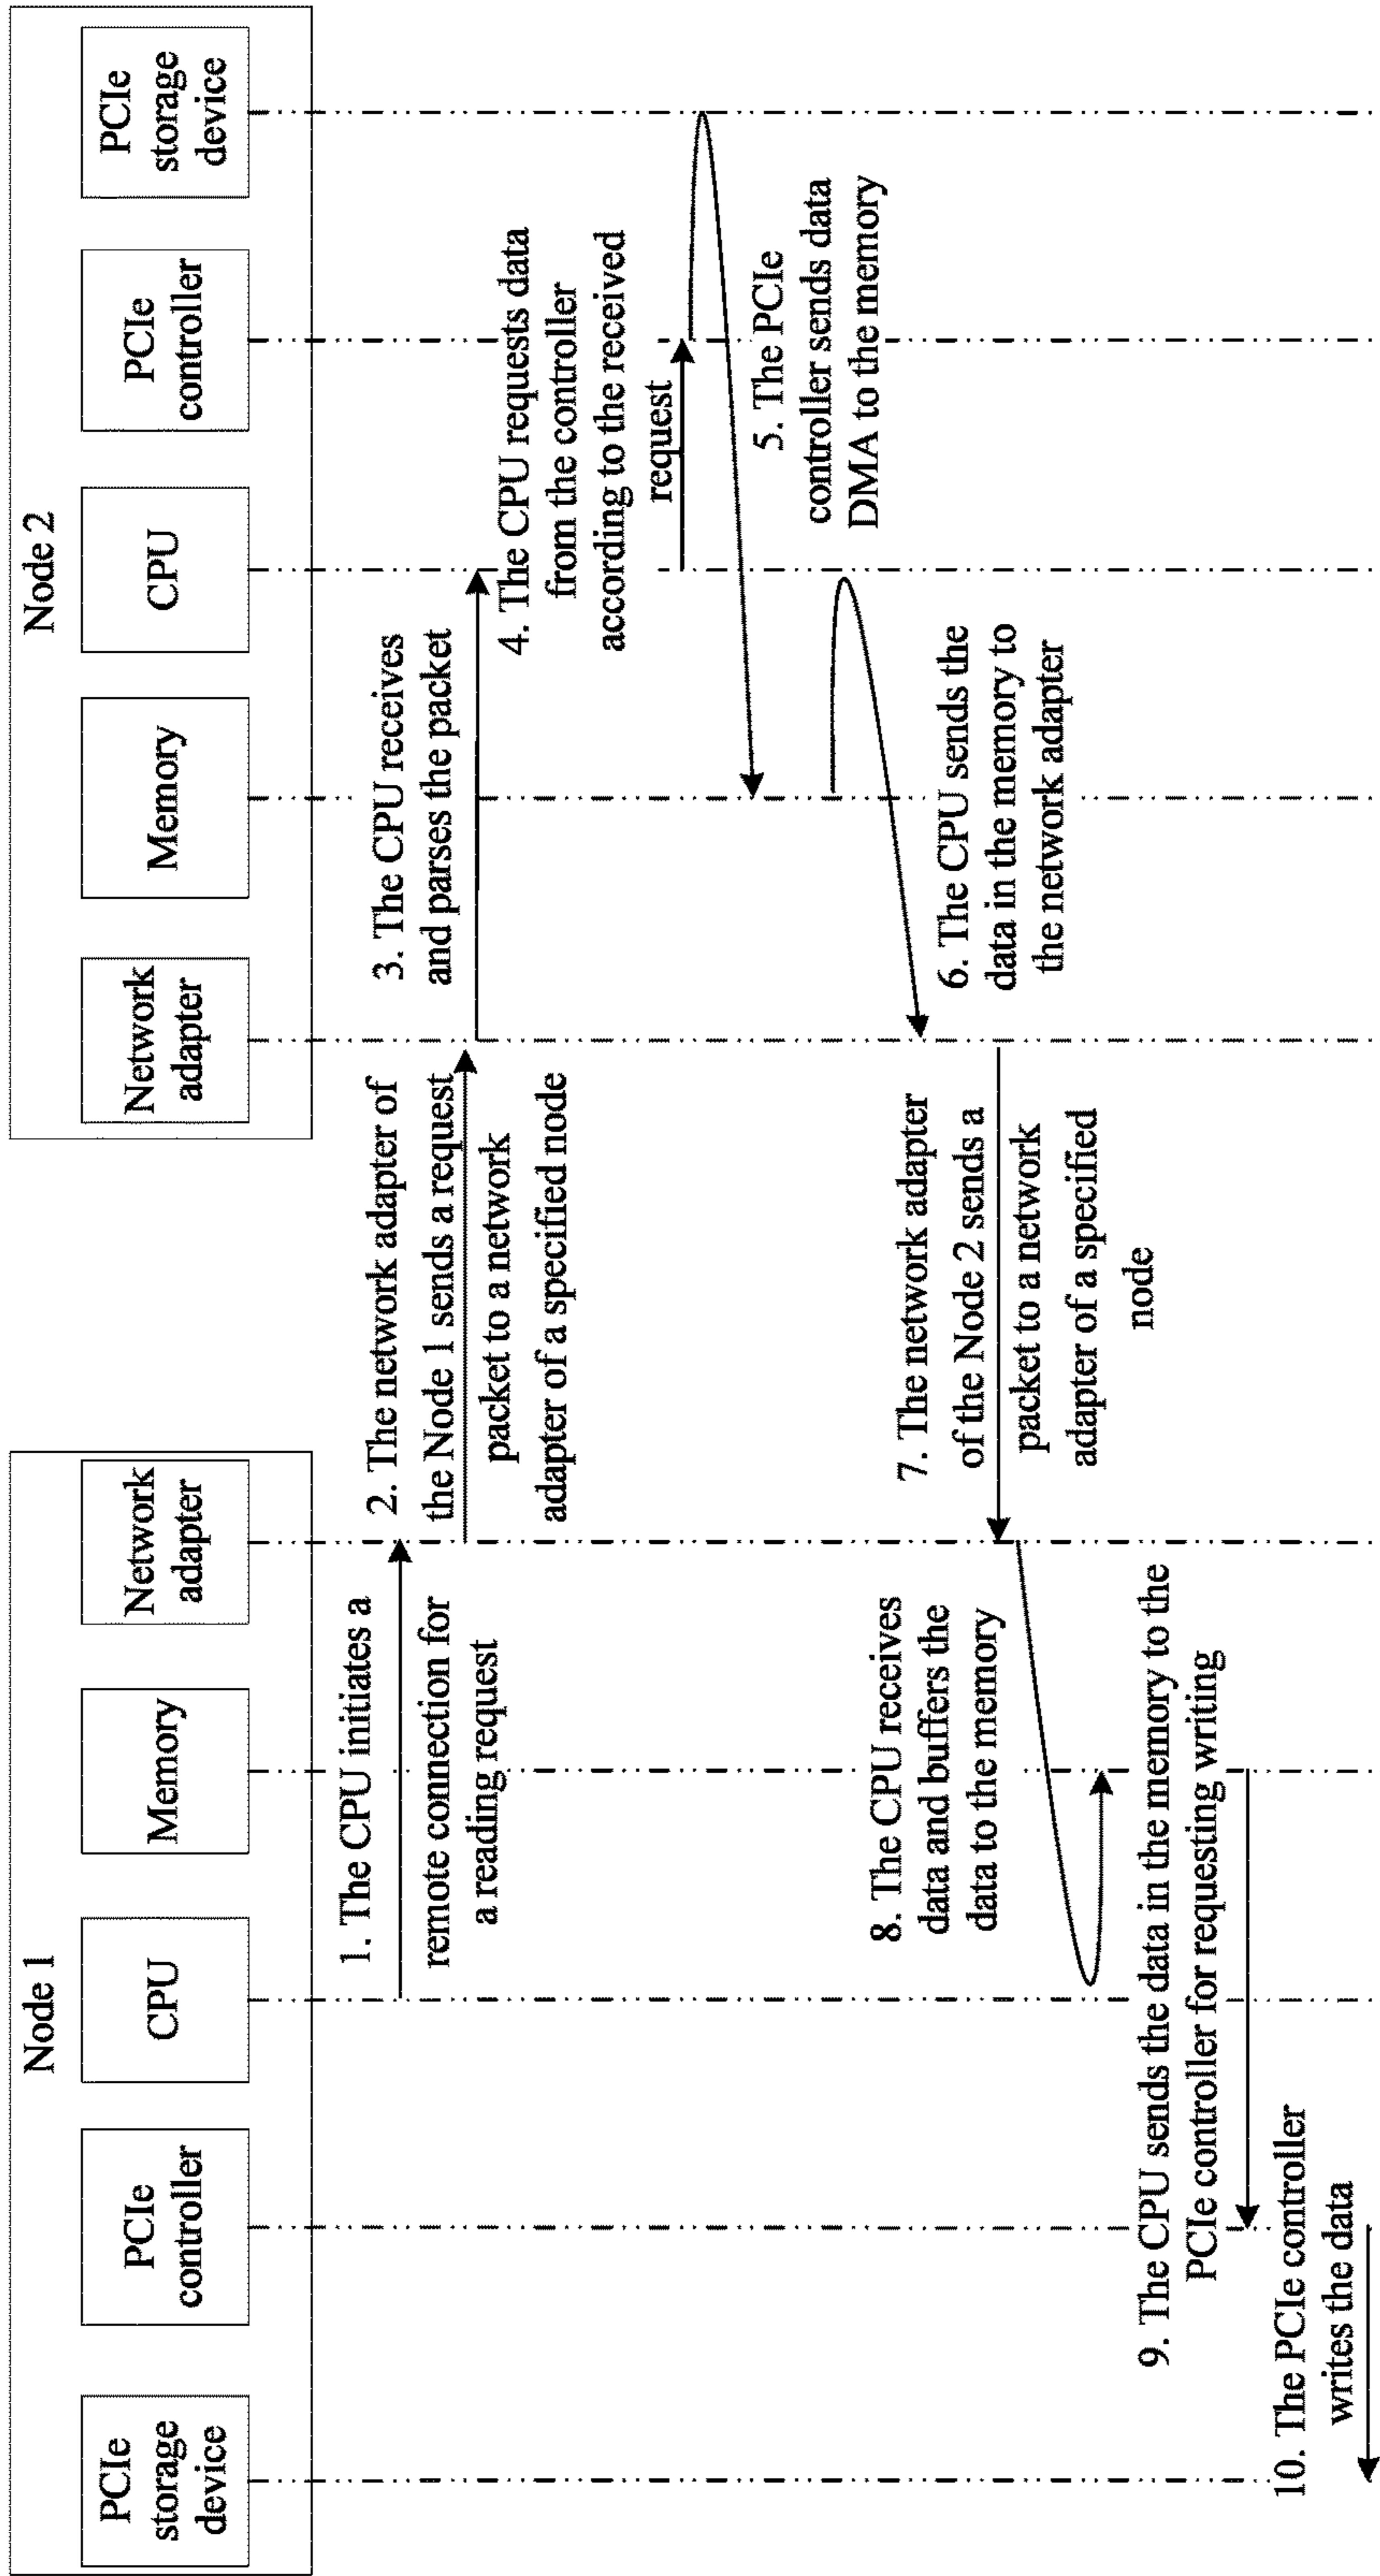 Node 1
PCIe
storage
device
PCIe
controller
CPU
Memory
Network
adapter
Node 2
Network
adapter
Memory
CPU
PCIe
controller
PCIe
storage
device
1. The CPU initiates a
remote connection for
a reading request
2. The network adapter of
the Node 1 sends a request
packet to a network
adapter of a specified node
3. The CPU receives
and parses the packet
4. The CPU requests data
from the controller
according to the received
request
5. The PCIe
controller sends data
DMA to the memory
6. The CPU sends the
data in the memory to
the network adapter
7. The network adapter
of the Node 2 sends a
packet to a network
adapter of a specified
node
8. The CPU receives
data and buffers the
data to the memory
9. The CPU sends the data in the memory to the
PCIe controller for requesting writing
10. The PCIe controller
writes the data